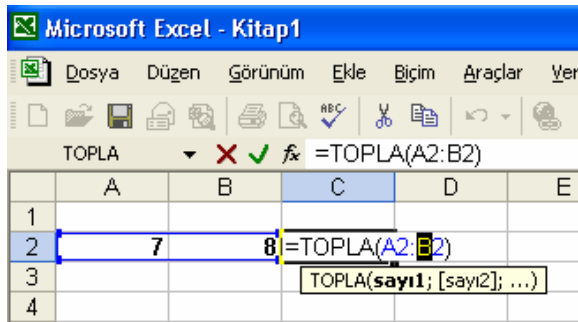 Microsoft Excel - Kitap1
Dosya Düzen Görünüm Ekle Biçim Araçlar Ver
ABC
TOPLA fx =TOPLA(A2:B2)
A B C D E
1
2 7 8 =TOPLA(A2:B2)
3 TOPLA(sayı1; [sayı2]; ...)
4